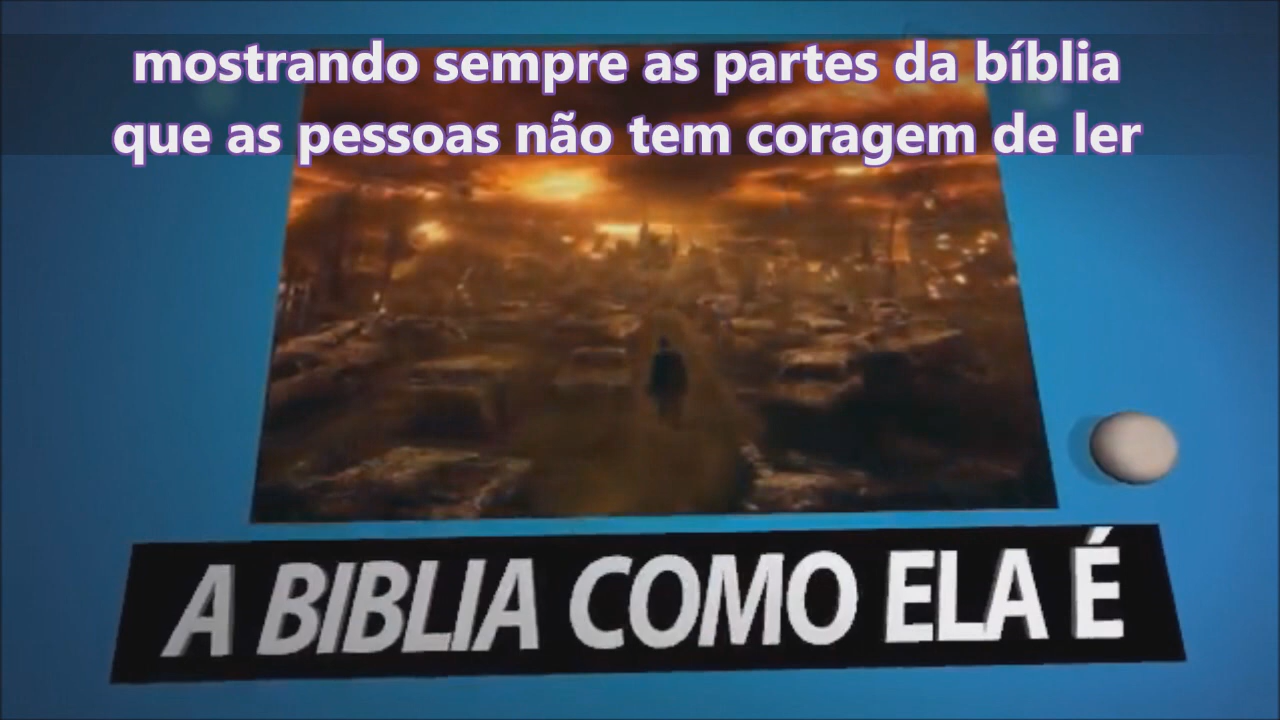 mostrando sempre as partes da bíblia
que as pessoas não tem coragem de ler
A BIBLIA COMO ELA É